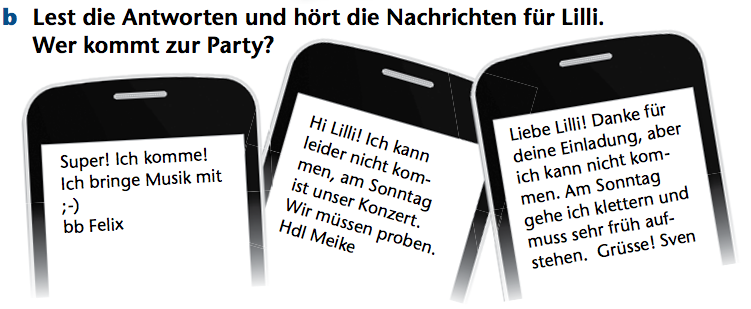 b Lest die Antworten und hört die Nachrichten für Lilli.
Wer kommt zur Party?
Super! Ich komme!
Ich bringe Musik mit
;-)
bb Felix
Hi Lilli! Ich kann
leider nicht kom-
men, am Sonntag
ist unser Konzert.
Wir müssen proben.
Hdl Meike
Liebe Lilli! Danke für
deine Einladung, aber
ich kann nicht kom-
men. Am Sonntag
gehe ich klettern und
muss sehr früh auf-
stehen. Grüsse! Sven